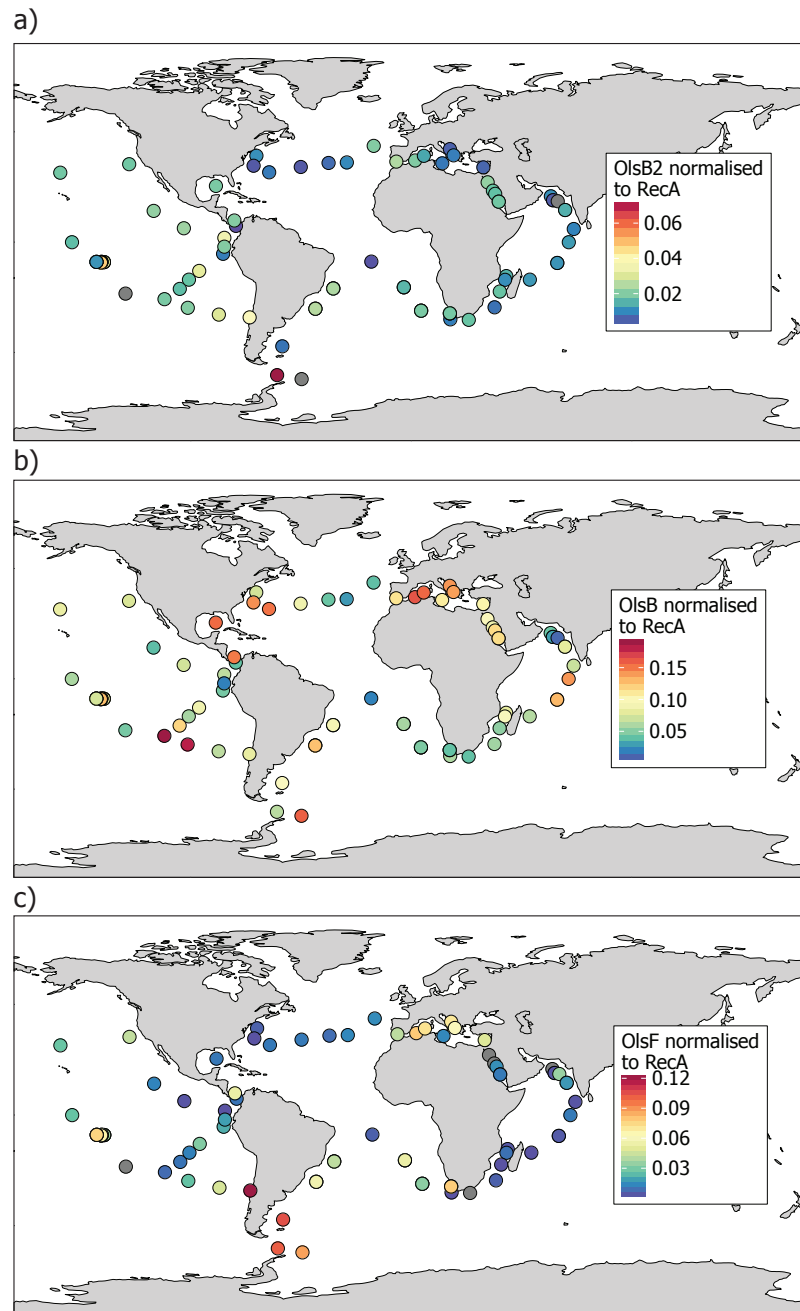 a)
OlsB2 normalised
to RecA
0.06
0.04
0.02
b)
OlsB normalised
to RecA
0.15
0.10
0.05
c)
OlsF normalised
to RecA
0.12
0.09
0.06
0.03